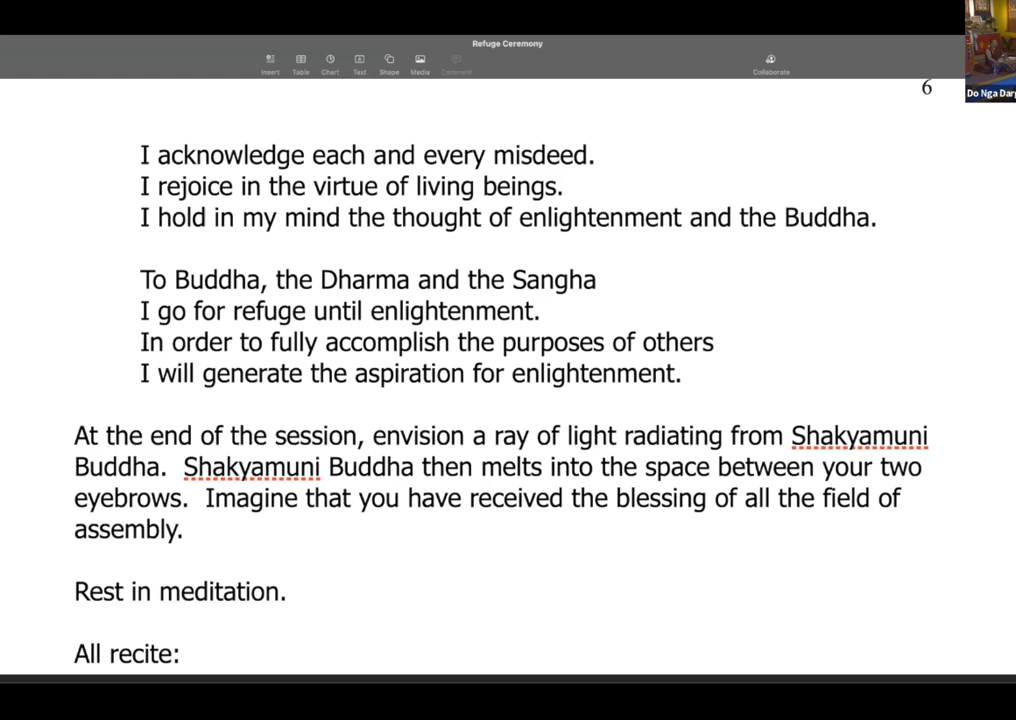 Refuge Ceremony
Insert Table Chart Text Shape Media Comment Collaborate
6
Do Nga Darg
I acknowledge each and every misdeed.
I rejoice in the virtue of living beings.
I hold in my mind the thought of enlightenment and the Buddha.
To Buddha, the Dharma and the Sangha
I go for refuge until enlightenment.
In order to fully accomplish the purposes of others
I will generate the aspiration for enlightenment.
At the end of the session, envision a ray of light radiating from Shakyamuni
Buddha. Shakyamuni Buddha then melts into the space between your two
eyebrows. Imagine that you have received the blessing of all the field of
assembly.
Rest in meditation.
All recite: